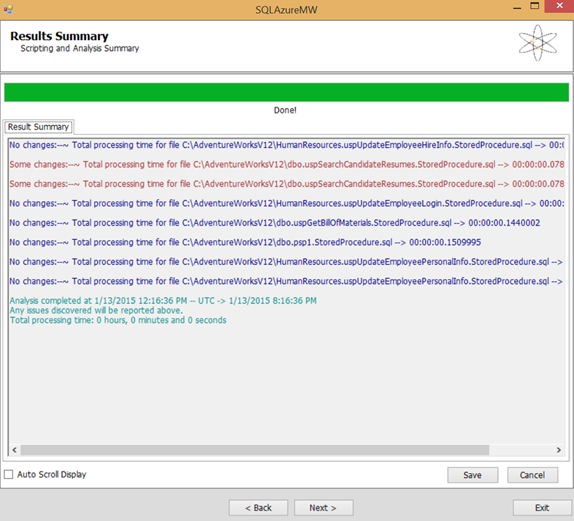 SQLAzureMW
Results Summary
Scripting and Analysis Summary
Done!
Result Summary
No changes:--~ Total processing time for file C:\AdventureWorksV12\HumanResources.uspUpdateEmployeeHireInfo.StoredProcedure.sql --> 00:0
Some changes:--~ Total processing time for file C:\AdventureWorksV12\dbo.uspSearchCandidateResumes.StoredProcedure.sql --> 00:00:00.078
Some changes:--~ Total processing time for file C:\AdventureWorksV12\dbo.uspSearchCandidateResumes.StoredProcedure.sql --> 00:00:00.078
No changes:--~ Total processing time for file C:\AdventureWorksV12\HumanResources.uspUpdateEmployeeLogin.StoredProcedure.sql --> 00:00:
No changes:--~ Total processing time for file C:\AdventureWorksV12\dbo.uspGetBillOfMaterials.StoredProcedure.sql --> 00:00:00.1440002
No changes:--~ Total processing time for file C:\AdventureWorksV12\dbo.psp1.StoredProcedure.sql --> 00:00:00.1509995
No changes:--~ Total processing time for file C:\AdventureWorksV12\HumanResources.uspUpdateEmployeePersonalInfo.StoredProcedure.sql -->
No changes:--~ Total processing time for file C:\AdventureWorksV12\HumanResources.uspUpdateEmployeePersonalInfo.StoredProcedure.sql -->
Analysis completed at 1/13/2015 12:16:36 PM -- UTC -> 1/13/2015 8:16:36 PM
Any issues discovered will be reported above.
Total processing time: 0 hours, 0 minutes and 0 seconds
Auto Scroll Display
Save
Cancel
< Back
Next >
Exit